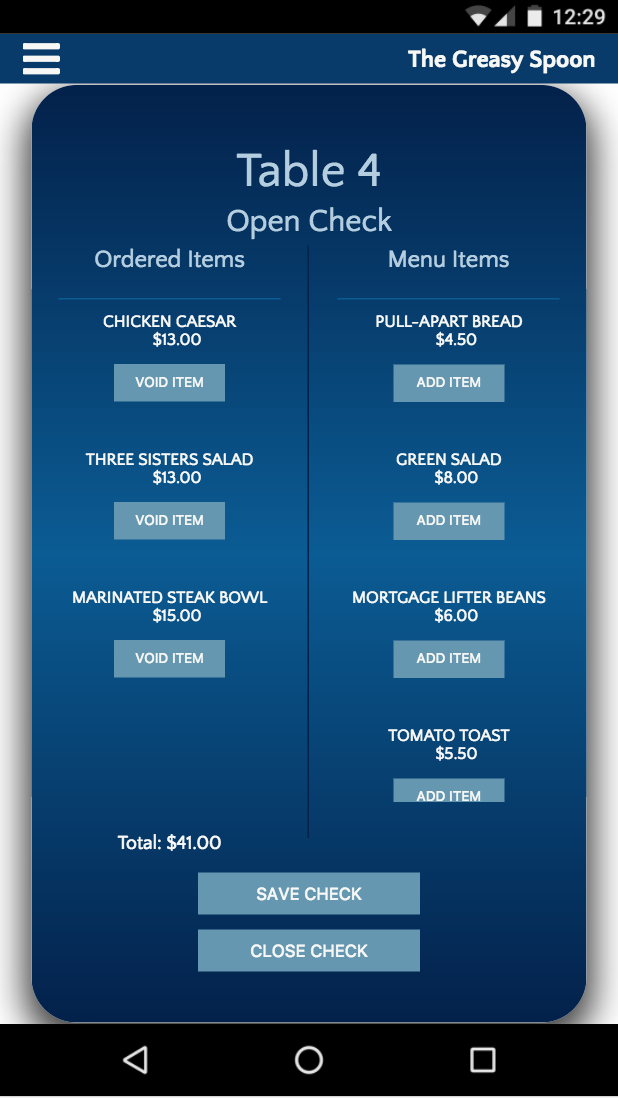 12:29
The Greasy Spoon
Table 4
Open Check
Ordered Items
CHICKEN CAESAR
$13.00
VOID ITEM
THREE SISTERS SALAD
$13.00
VOID ITEM
MARINATED STEAK BOWL
$15.00
VOID ITEM
Total: $41.00
Menu Items
PULL-APART BREAD
$4.50
ADD ITEM
GREEN SALAD
$8.00
ADD ITEM
MORTGAGE LIFTER BEANS
$6.00
ADD ITEM
TOMATO TOAST
$5.50
ADD ITEM
SAVE CHECK
CLOSE CHECK